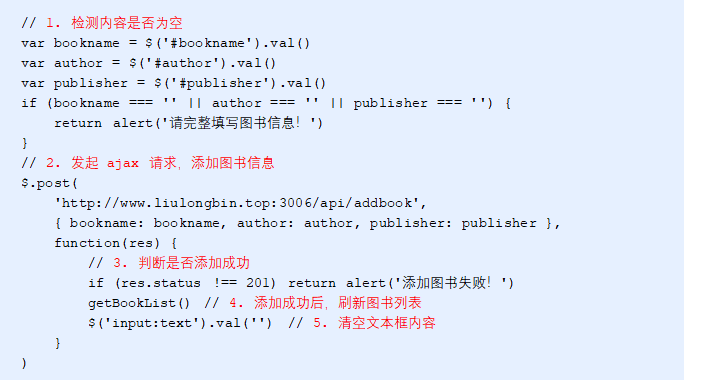 // 1. 检测内容是否为空
var bookname = $('#bookname').val()
var author = $('#author').val()
var publisher = $('#publisher').val()
if (bookname === '' || author === '' || publisher === '') {
    return alert('请完整填写图书信息！')
}
// 2. 发起 ajax 请求，添加图书信息
$.post(
    'http://www.liulongbin.top:3006/api/addbook',
    { bookname: bookname, author: author, publisher: publisher },
    function(res) {
        // 3. 判断是否添加成功
        if (res.status !== 201) return alert('添加图书失败！')
        getBookList() // 4. 添加成功后，刷新图书列表
        $('input:text').val('') // 5. 清空文本框内容
    }
)